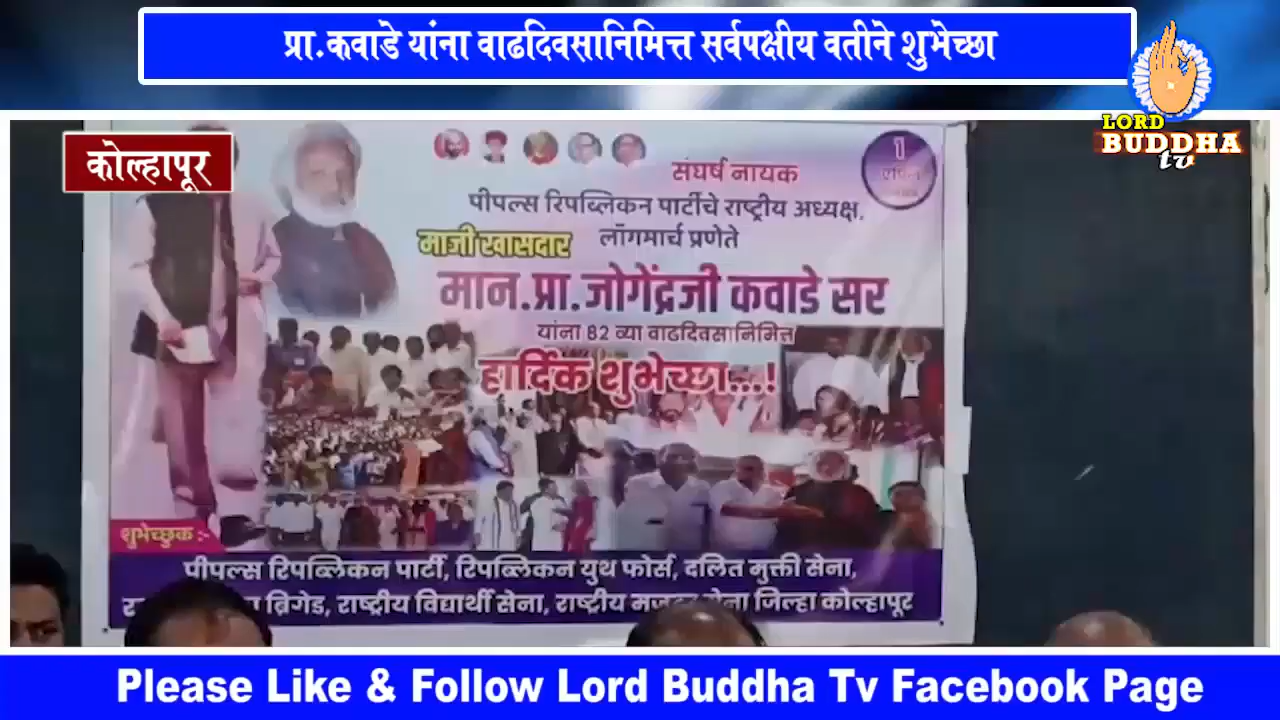 प्रा.कवाडे यांना वाढदिवसानिमित्त सर्वपक्षीय वतीने शुभेच्छा
LORD
BUDDHA
tv
कोल्हापूर
1
संघर्ष नायक
पीपल्स रिपब्लिकन पार्टीचे राष्ट्रीय अध्यक्ष,
माजी खासदार लॉगमार्च प्रणेते
मान.प्रा.जोगेंद्रजी कवाडे सर
यांना 82 व्या वाढदिवसानिमित्त
हार्दिक शुभेच्छा...!
शुभेच्छुक :-
पीपल्स रिपब्लिकन पार्टी, रिपब्लिकन युथ फोर्स, दलित मुक्ती सेना,
ब्रिगेड, राष्ट्रीय विद्यार्थी सेना, राष्ट्रीय सेना जिल्हा कोल्हापूर
Please Like & Follow Lord Buddha Tv Facebook Page